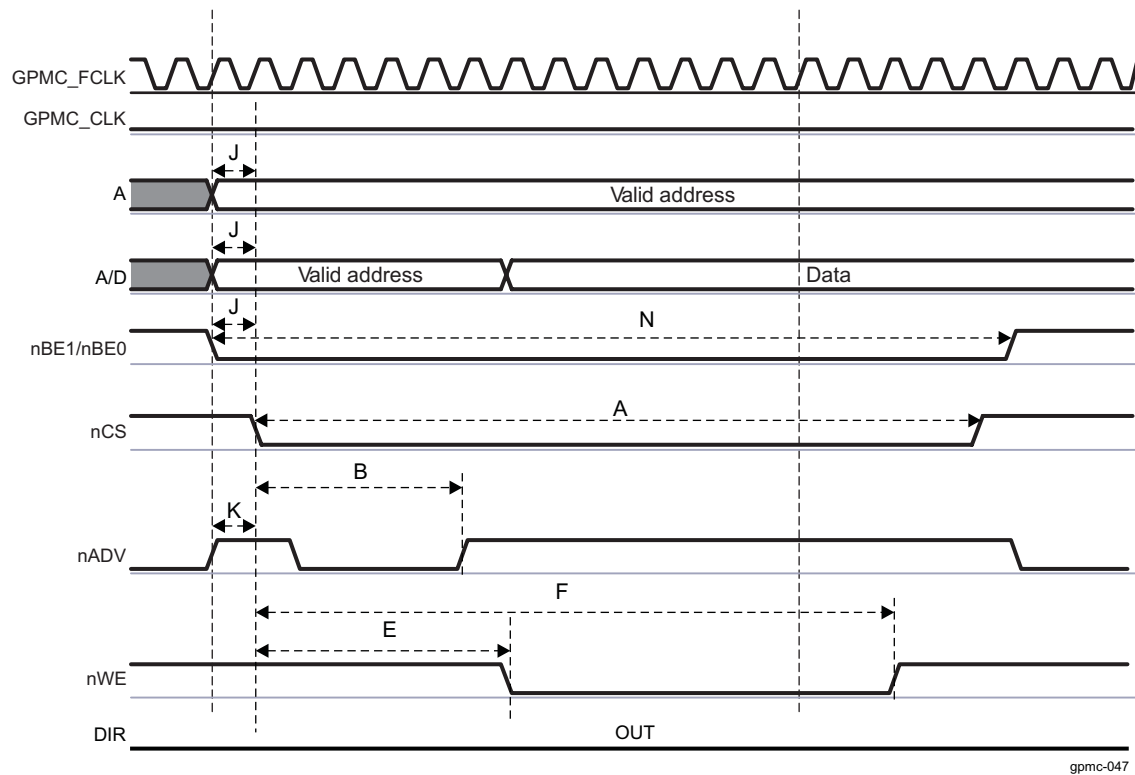 GPMC_FCLK
GPMC_CLK
J
A Valid address
J
A/D Valid address Data
J N
nBE1/nBE0
A
nCS
B
K
nADV
F
E
nWE
DIR OUT
gpmc-047